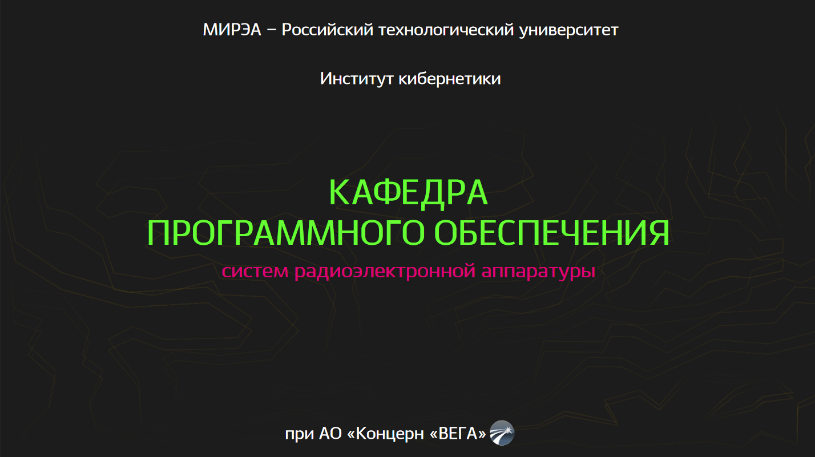 МИРЭА – Российский технологический университет
Институт кибернетики
КАФЕДРА
ПРОГРАММНОГО ОБЕСПЕЧЕНИЯ
систем радиоэлектронной аппаратуры
при АО «Концерн «ВЕГА»